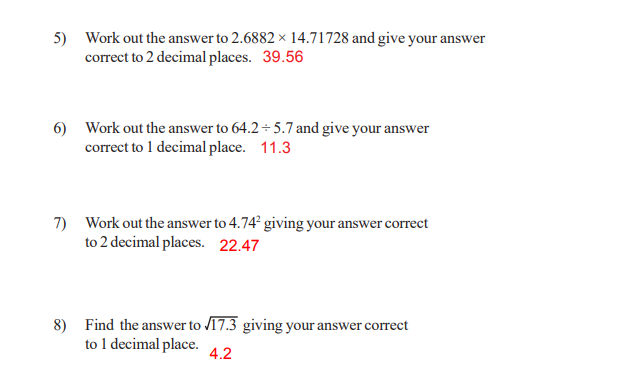 5) Work out the answer to 2.6882 × 14.71728 and give your answer
correct to 2 decimal places. 39.56
6) Work out the answer to 64.2 ÷ 5.7 and give your answer
correct to 1 decimal place. 11.3
7) Work out the answer to 4.74² giving your answer correct
to 2 decimal places. 22.47
8) Find the answer to √17.3 giving your answer correct
to 1 decimal place. 4.2